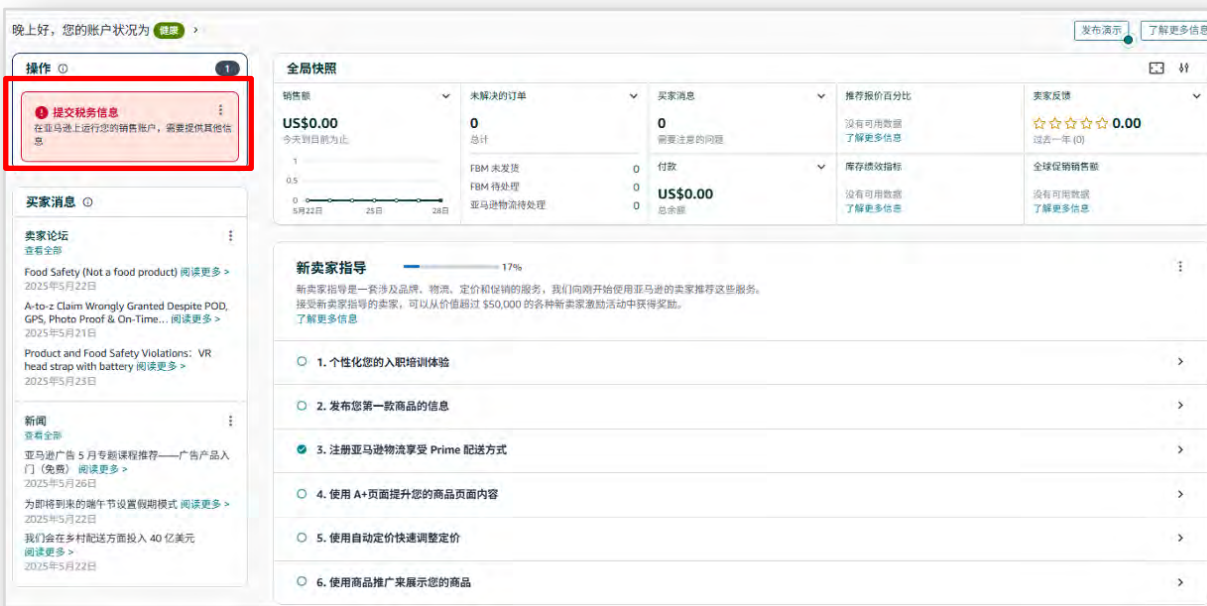 晚上好，您的账户状况为 健康 >
发布演示
了解更多信息
操作
1
提交税务信息
在亚马逊上运行您的销售账户，需要提供其他信
息
买家消息
卖家论坛
查看全部
Food Safety (Not a food product) 阅读更多 >
2025年5月22日
A-to-z Claim Wrongly Granted Despite POD,
GPS, Photo Proof & On-Time... 阅读更多 >
2025年5月21日
Product and Food Safety Violations: VR
head strap with battery 阅读更多 >
2025年5月23日
新闻
查看全部
亚马逊广告 5 月专题课程推荐——广告产品入
门（免费） 阅读更多 >
2025年5月26日
为即将到来的端午节设置假期模式 阅读更多 >
2025年5月22日
我们会在乡村配送方面投入 40 亿美元
阅读更多 >
2025年5月22日
全局快照
销售额
US$0.00
今天到目前为止
1
0.5
0
5月22日 25日 28日
未解决的订单
0
总计
FBM 未发货 0
FBM 待处理 0
亚马逊物流待处理 0
买家消息
0
需要注意的问题
付款
US$0.00
总余额
推荐报价百分比
没有可用数据
了解更多信息
库存绩效指标
没有可用数据
了解更多信息
卖家反馈
0.00
过去一年 (0)
全球促销销售额
没有可用数据
了解更多信息
新卖家指导 17%
新卖家指导是一套涉及品牌、物流、定价和促销的服务，我们向刚开始使用亚马逊的卖家推荐这些服务。
接受新卖家指导的卖家，可以从价值超过 $50,000 的各种新卖家激励活动中获得奖励。
了解更多信息
1. 个性化您的入职培训体验
2. 发布您第一款商品的信息
3. 注册亚马逊物流享受 Prime 配送方式
4. 使用 A+页面提升您的商品页面内容
5. 使用自动定价快速调整定价
6. 使用商品推广来展示您的商品